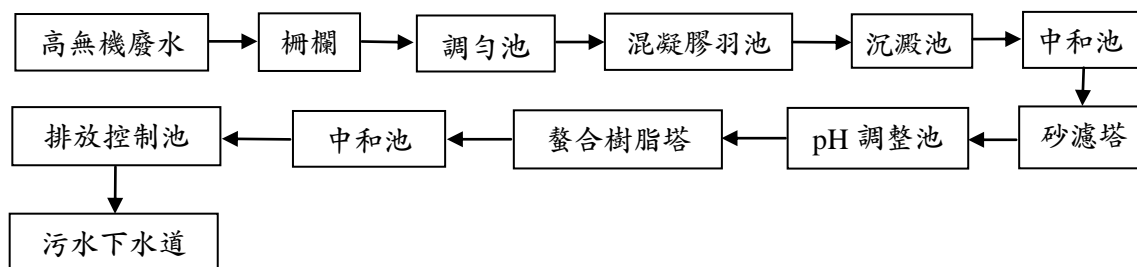 高無機廢水
柵欄
調勻池
混凝膠羽池
沉澱池
中和池
砂濾塔
pH 調整池
螯合樹脂塔
中和池
排放控制池
污水下水道